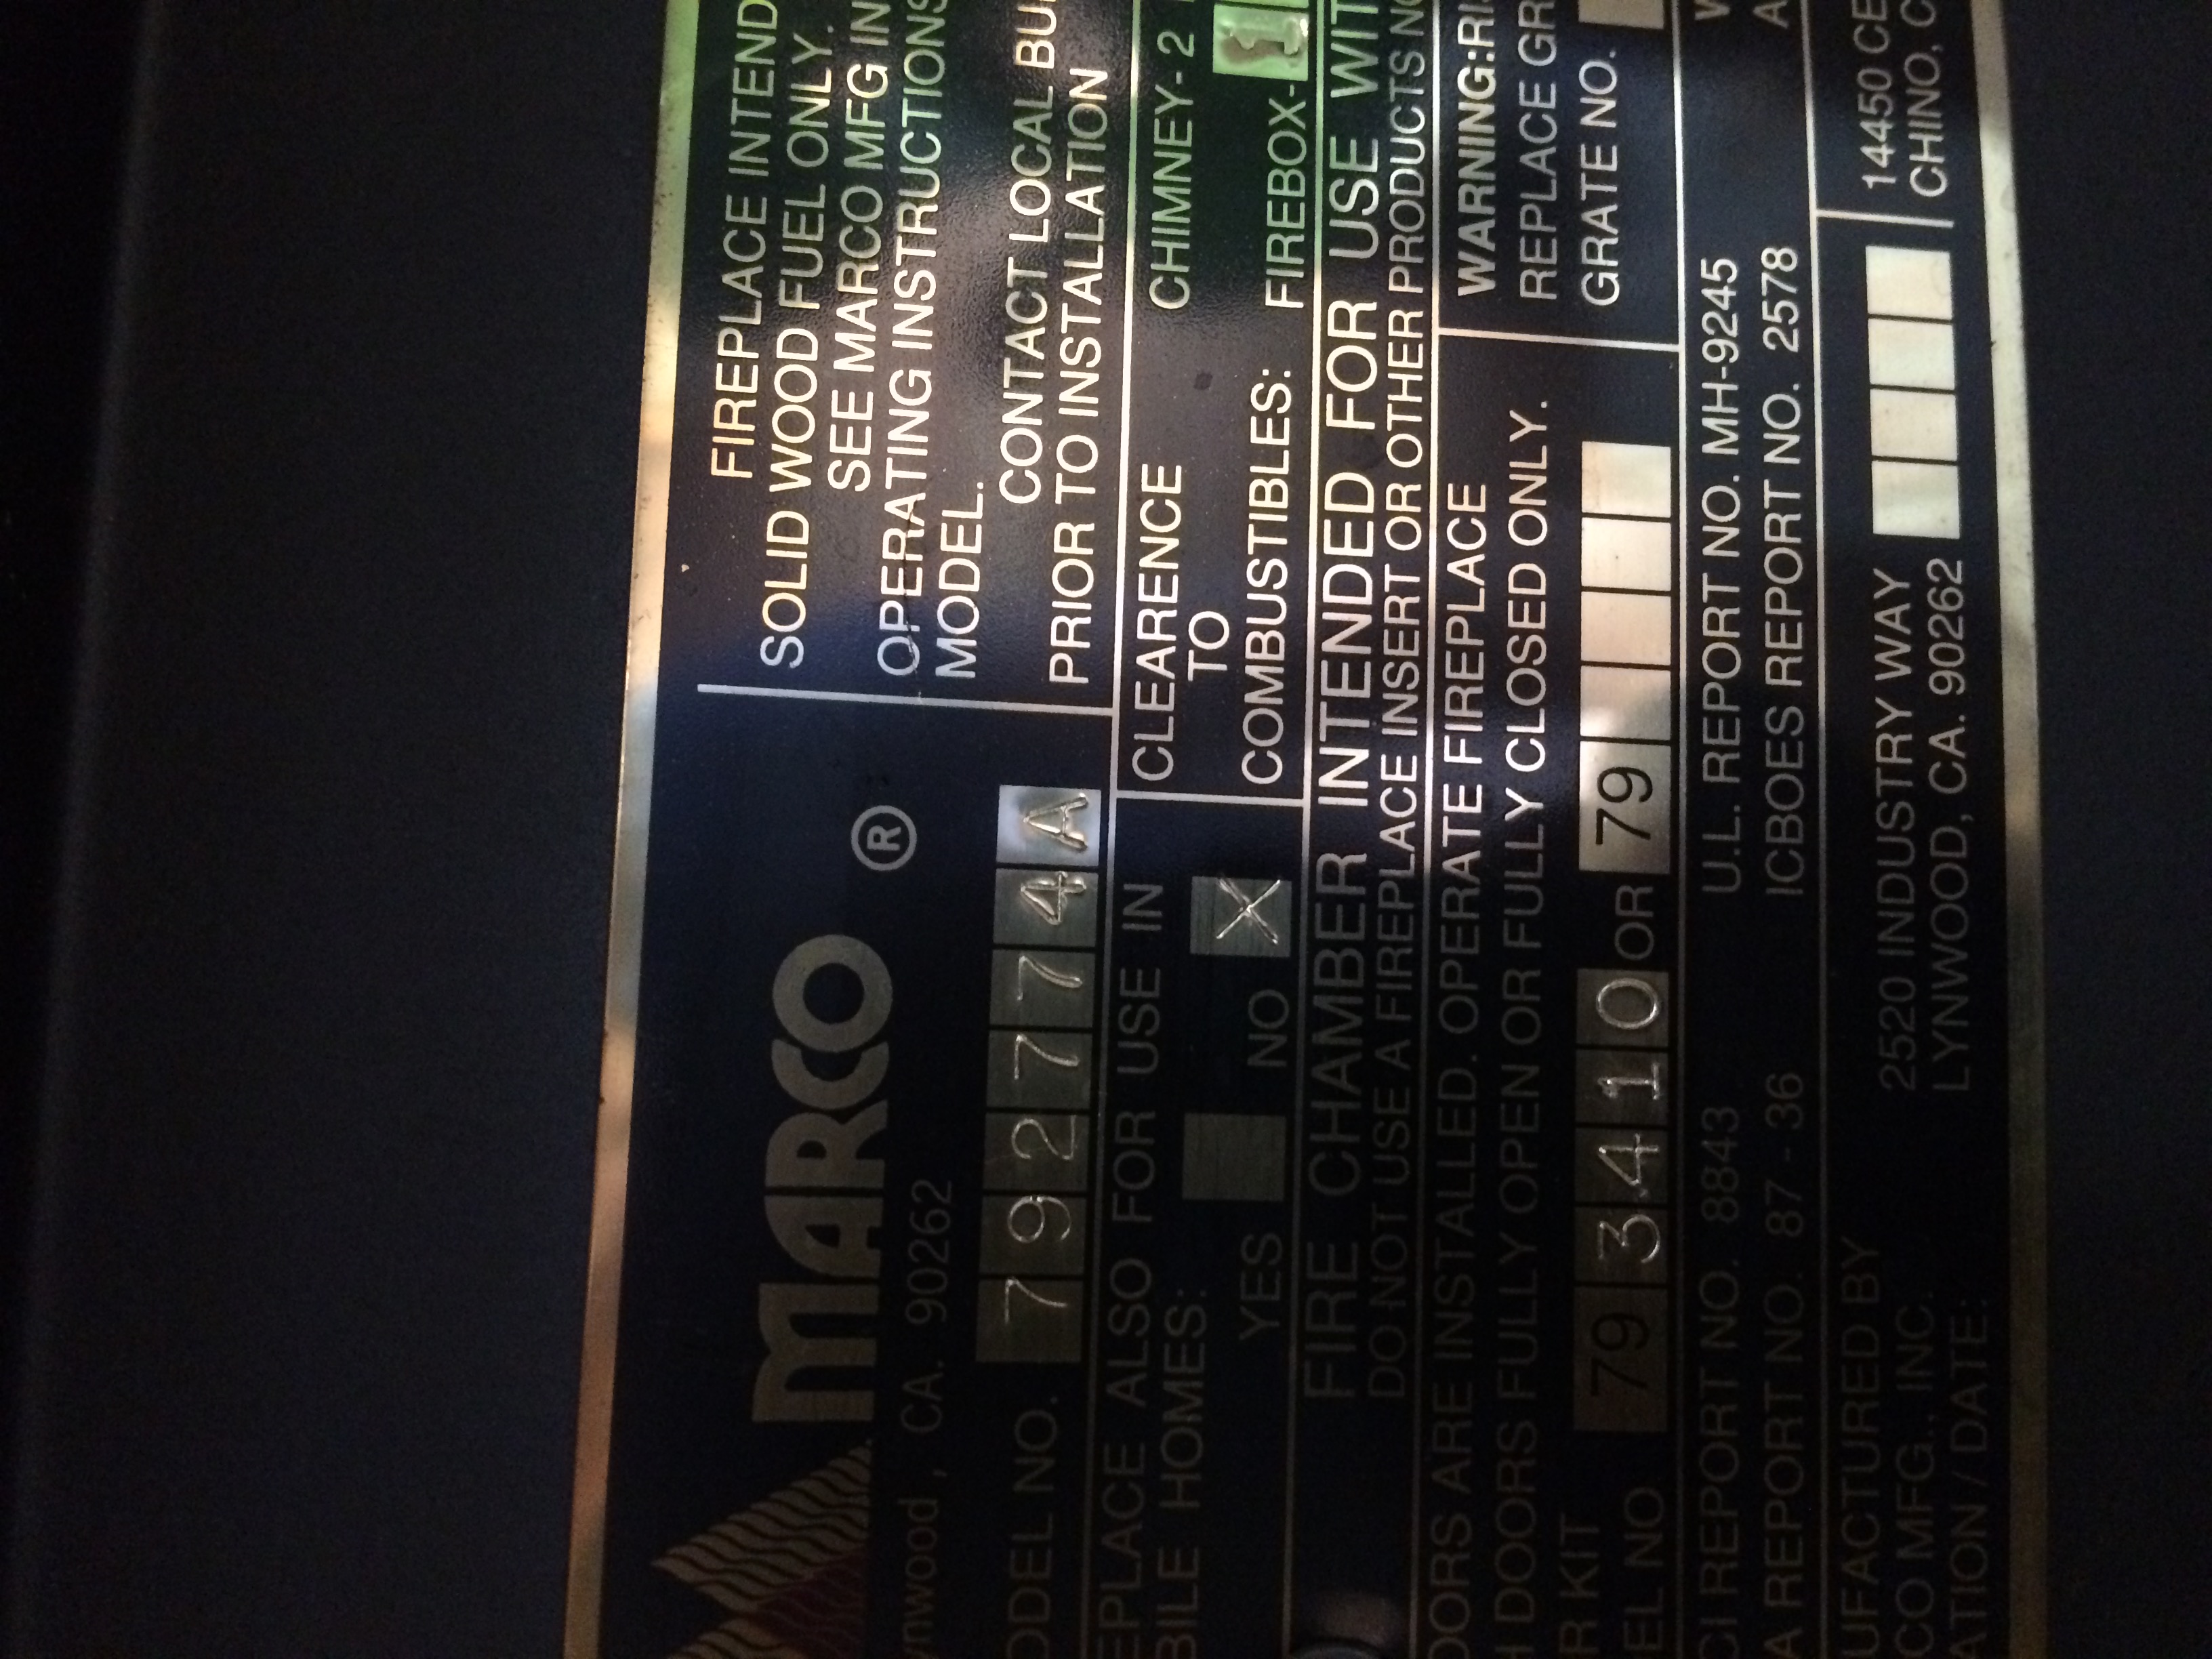 MARCO ®
ynwood, CA. 90262
ODEL NO. 7 9 2 7 7 4 A
FIREPLACE INTEND
SOLID WOOD FUEL ONLY.
SEE MARCO MFG IN
OPERATING INSTRUCTIONS
MODEL.
CONTACT LOCAL BU
PRIOR TO INSTALLATION
EPLACE ALSO FOR USE IN
BILE HOMES:
YES NO X
CLEARENCE
TO
COMBUSTIBLES:
CHIMNEY - 2
FIREBOX - 1
FIRE CHAMBER INTENDED FOR USE WIT
DO NOT USE A FIREPLACE INSERT OR OTHER PRODUCTS NO
OORS ARE INSTALLED. OPERATE FIREPLACE
H DOORS FULLY OPEN OR FULLY CLOSED ONLY.
R KIT
EL NO 79 3 4 1 0 OR 79
WARNING:RI
REPLACE GR
GRATE NO.
CI REPORT NO. 8843 U.L. REPORT NO. MH-9245
A REPORT NO. 87 - 36 ICBOES REPORT NO. 2578
UFACTURED BY
CO MFG., INC.
ATION / DATE:
2520 INDUSTRY WAY
LYNWOOD, CA. 90262
14450 CE
CHINO, C